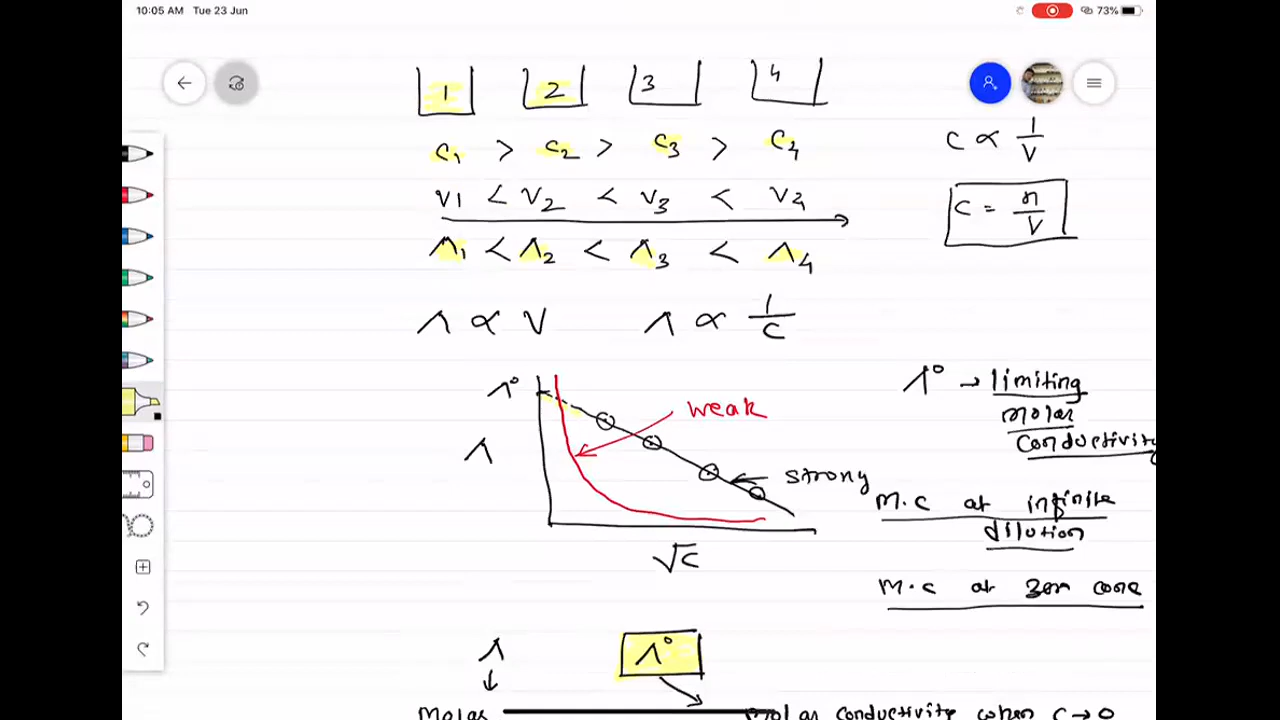 10:05 AM Tue 23 Jun
73%
1 2 3 4
C1 > C2 > C3 > C4
V1 < V2 < V3 < V4
Λ1 < Λ2 < Λ3 < Λ4
C ∝ 1/V
C = n/V
Λ ∝ V Λ ∝ 1/C
Λ°
Λ
weak
strong
√C
Λ° → limiting
molar
conductivity
M.C at infinite
dilution
M.C at zero conc
Λ Λ°
↓
Molar
Molar conductivity when C→0